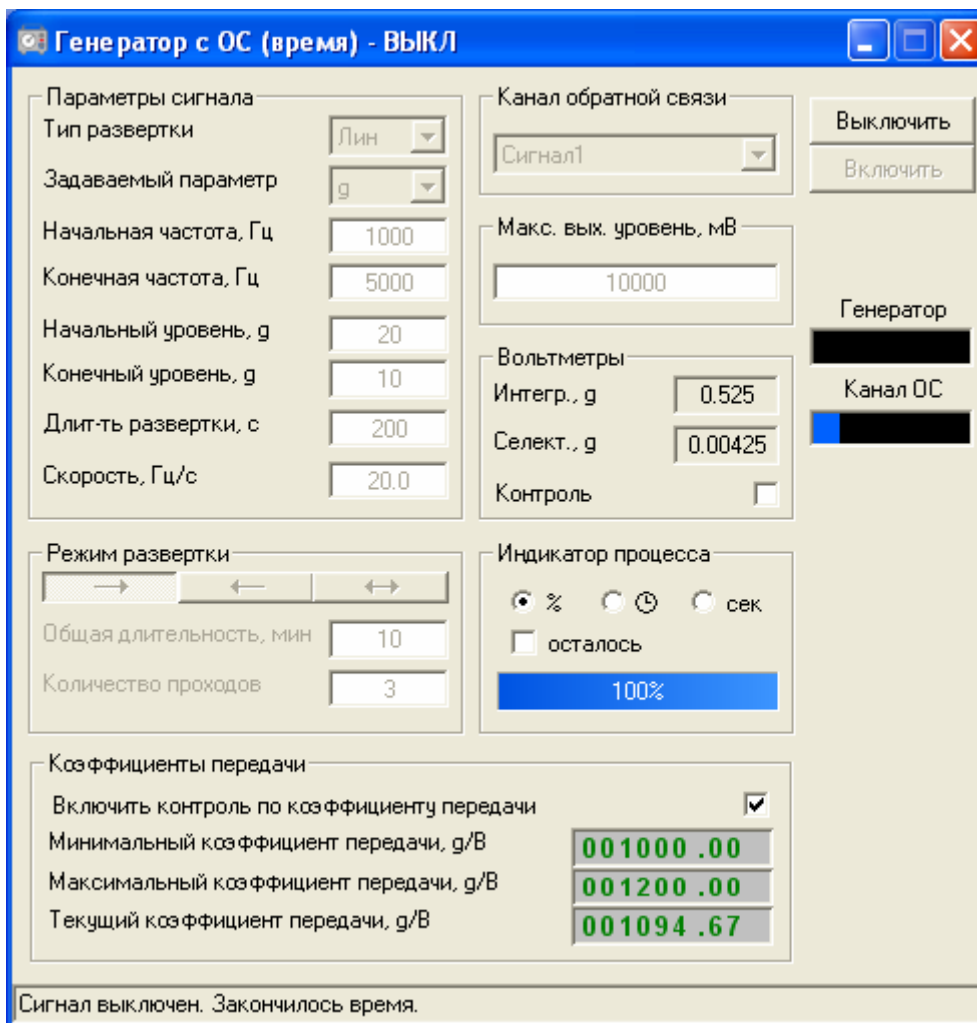 Генератор с ОС (время) - ВЫКЛ
Параметры сигнала
Тип развертки Лин
Задаваемый параметр g
Начальная частота, Гц 1000
Конечная частота, Гц 5000
Начальный уровень, g 20
Конечный уровень, g 10
Длит-ть развертки, с 200
Скорость, Гц/с 20.0
Канал обратной связи
Сигнал1
Макс. вых. уровень, мВ
10000
Вольтметры
Интегр., g 0.525
Селект., g 0.00425
Контроль
Выключить
Включить
Генератор
Канал ОС
Режим развертки
Общая длительность, мин 10
Количество проходов 3
Индикатор процесса
% сек
осталось
100%
Коэффициенты передачи
Включить контроль по коэффициенту передачи
Минимальный коэффициент передачи, g/В 001000.00
Максимальный коэффициент передачи, g/В 001200.00
Текущий коэффициент передачи, g/В 001094.67
Сигнал выключен. Закончилось время.